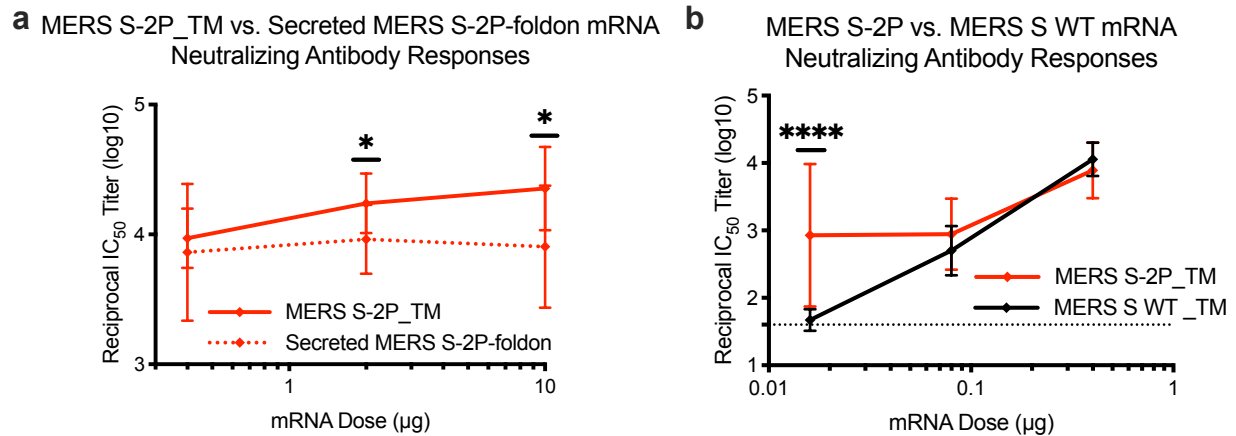 a MERS S-2P_TM vs. Secreted MERS S-2P-foldon mRNA
Neutralizing Antibody Responses
5
4
3
Reciprocal IC50 Titer (log10)
* *
MERS S-2P_TM
Secreted MERS S-2P-foldon
1 10
mRNA Dose (µg)
b MERS S-2P vs. MERS S WT mRNA
Neutralizing Antibody Responses
5
4
3
2
1
Reciprocal IC50 Titer (log10)
****
MERS S-2P_TM
MERS S WT _TM
0.01 0.1 1
mRNA Dose (µg)